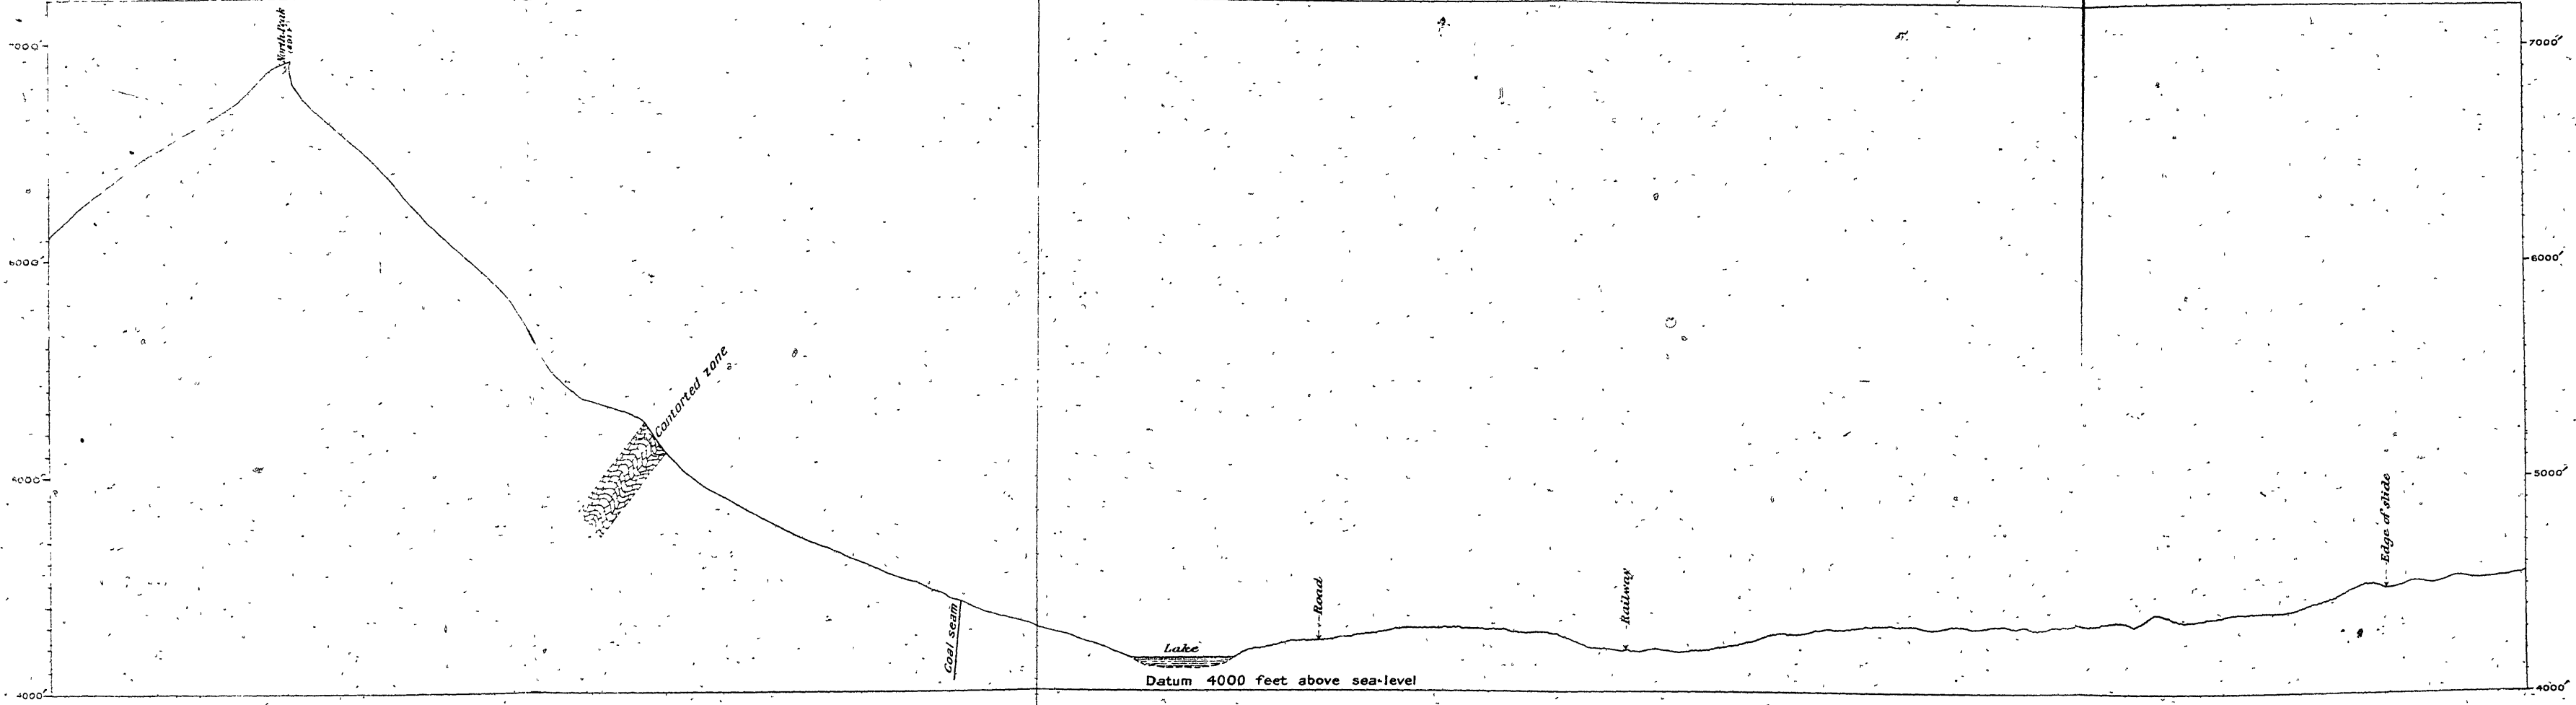 North Peak
7000'
6000'
5000'
4000'
Contorted zone
Coal seam
Lake
Road
Railway
Edge of slide
Datum 4000 feet above sea-level
7000'
6000'
5000'
4000'